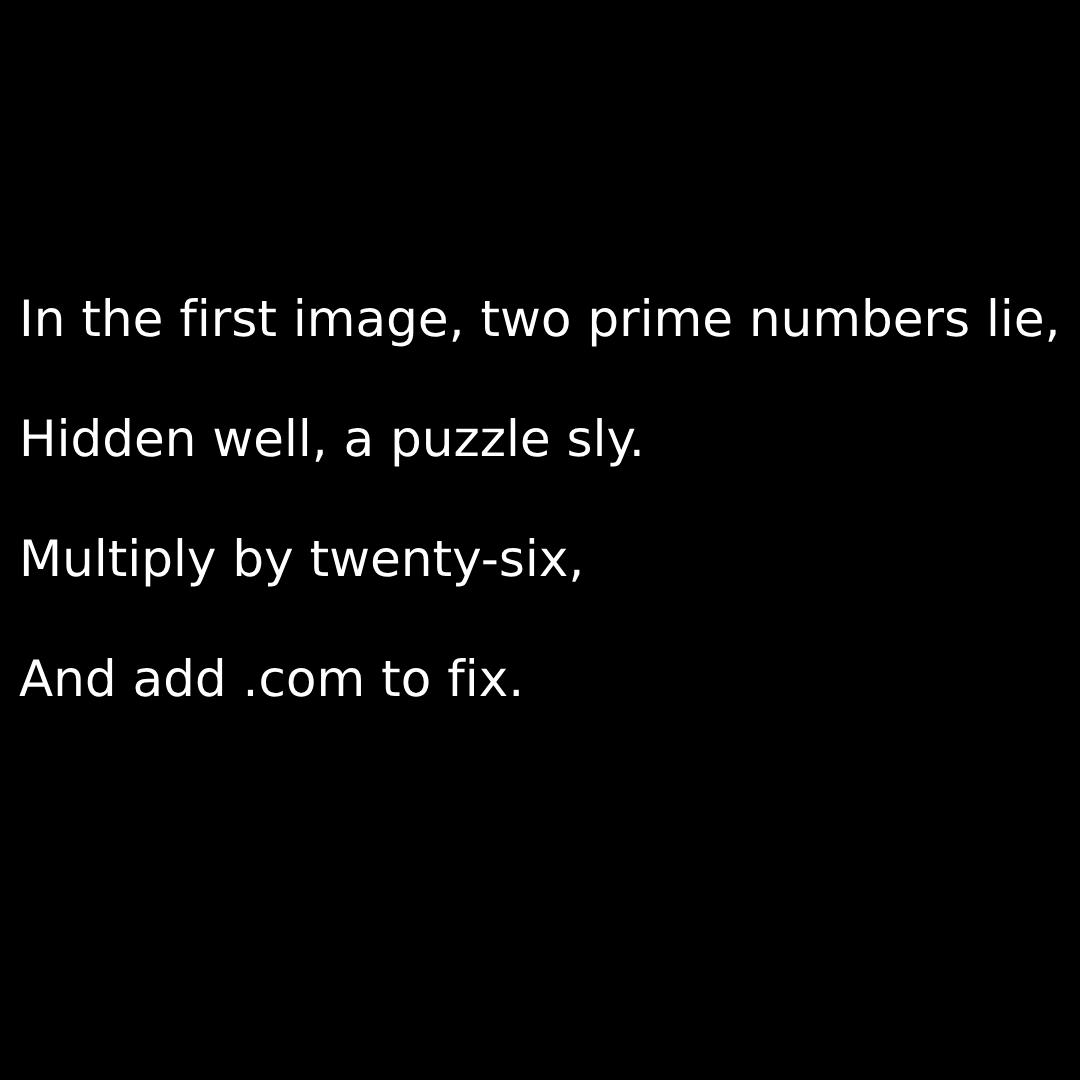 In the first image, two prime numbers lie,
Hidden well, a puzzle sly.
Multiply by twenty-six,
And add .com to fix.